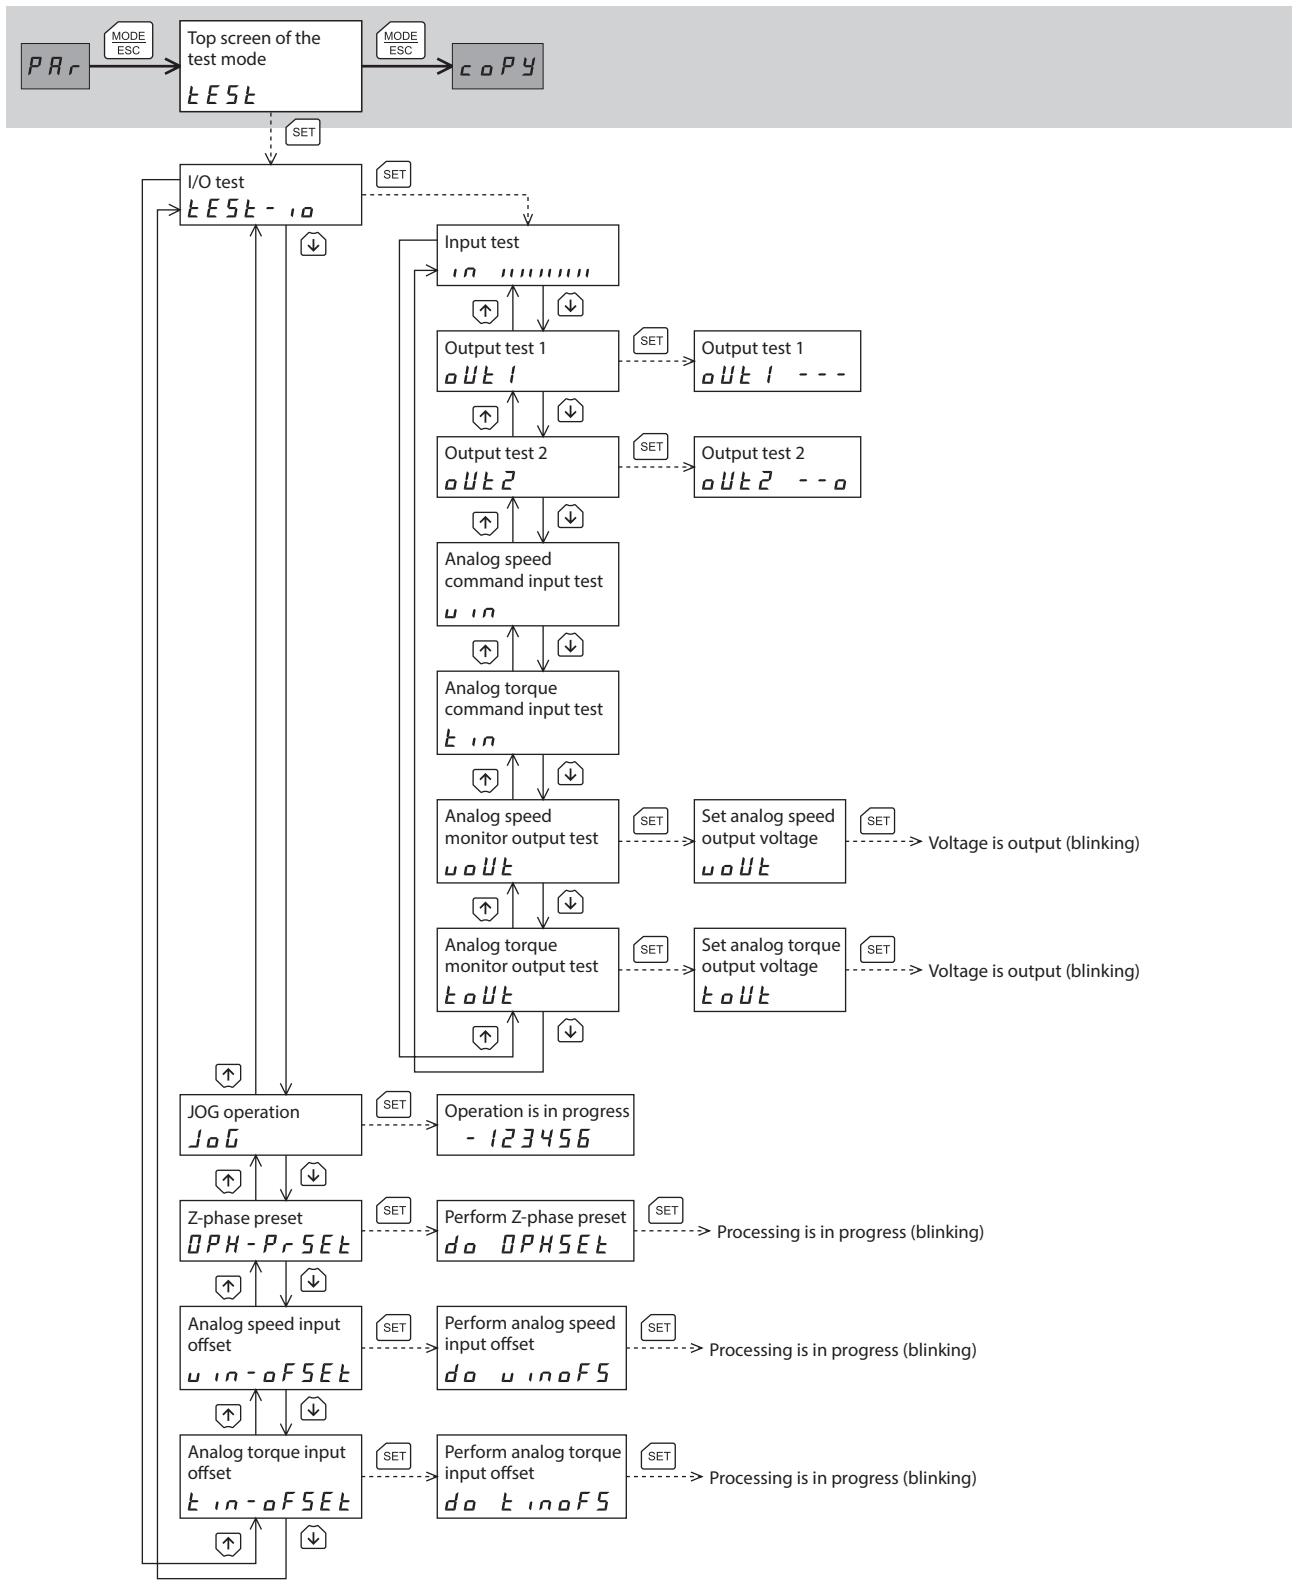 MODE
ESC
MODE
ESC
PAr
Top screen of the
test mode
tESt
coPY
SET
I/O test
tESt-io
SET
Input test
in
Output test 1
oUt1
SET
Output test 1
oUt1 ---
Output test 2
oUt2
SET
Output test 2
oUt2 --o
Analog speed
command input test
vin
Analog torque
command input test
t in
Analog speed
monitor output test
voUt
SET
Set analog speed
output voltage
voUt
SET
Voltage is output (blinking)
Analog torque
monitor output test
toUt
SET
Set analog torque
output voltage
toUt
SET
Voltage is output (blinking)
JOG operation
JoG
SET
Operation is in progress
-123456
Z-phase preset
0PH-PrSEt
SET
Perform Z-phase preset
do 0PHSEt
SET
Processing is in progress (blinking)
Analog speed input
offset
vin-oFSEt
SET
Perform analog speed
input offset
do vinoFS
SET
Processing is in progress (blinking)
Analog torque input
offset
tin-oFSEt
SET
Perform analog torque
input offset
do tinoFS
SET
Processing is in progress (blinking)